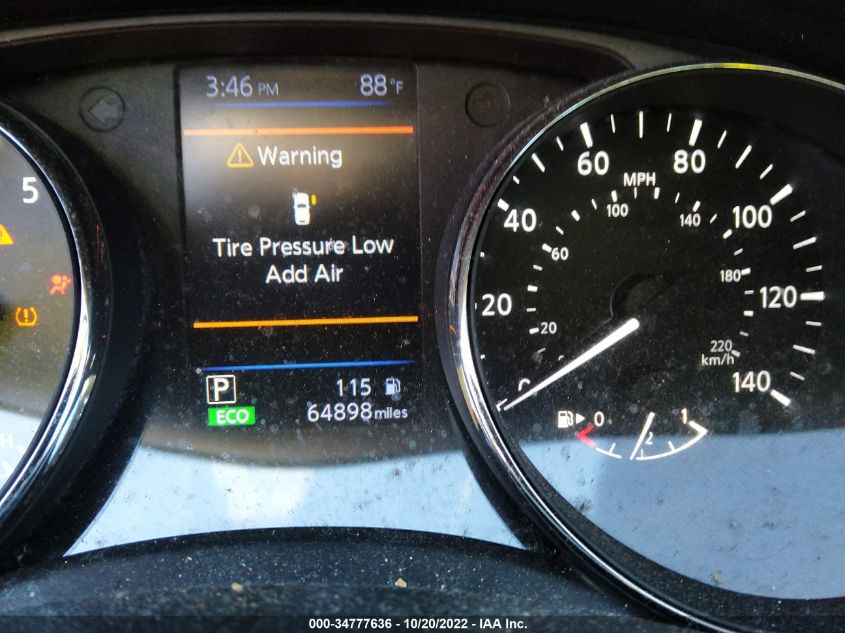 3:46 PM 88°F
Warning
Tire Pressure Low
Add Air
P 115
ECO 64898 miles
5
0 20 40 60 80 100 120 140
MPH
20 60 100 140 180 220
km/h
0 1/2 1
000-34777636 - 10/20/2022 - IAA Inc.